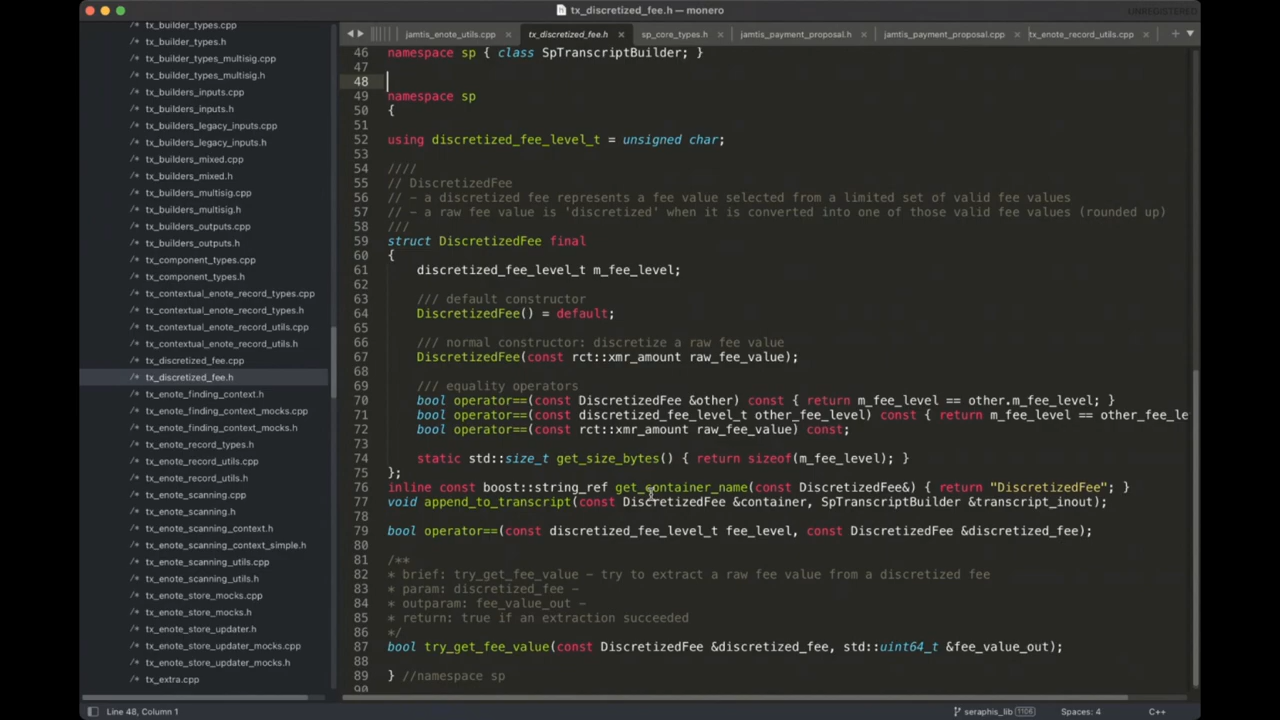 tx_discretized_fee.h — monero
UNREGISTERED
jamtis_enote_utils.cpp
tx_discretized_fee.h
sp_core_types.h
jamtis_payment_proposal.h
jamtis_payment_proposal.cpp
tx_enote_record_utils.cpp
tx_builder_types.cpp
tx_builder_types.h
tx_builder_types_multisig.cpp
tx_builder_types_multisig.h
tx_builders_inputs.cpp
tx_builders_inputs.h
tx_builders_legacy_inputs.cpp
tx_builders_legacy_inputs.h
tx_builders_mixed.cpp
tx_builders_mixed.h
tx_builders_multisig.cpp
tx_builders_multisig.h
tx_builders_outputs.cpp
tx_builders_outputs.h
tx_component_types.cpp
tx_component_types.h
tx_contextual_enote_record_types.cpp
tx_contextual_enote_record_types.h
tx_contextual_enote_record_utils.cpp
tx_contextual_enote_record_utils.h
tx_discretized_fee.cpp
tx_discretized_fee.h
tx_enote_finding_context.h
tx_enote_finding_context_mocks.cpp
tx_enote_finding_context_mocks.h
tx_enote_record_types.h
tx_enote_record_utils.cpp
tx_enote_record_utils.h
tx_enote_scanning.cpp
tx_enote_scanning.h
tx_enote_scanning_context.h
tx_enote_scanning_context_simple.h
tx_enote_scanning_utils.cpp
tx_enote_scanning_utils.h
tx_enote_store_mocks.cpp
tx_enote_store_mocks.h
tx_enote_store_updater.h
tx_enote_store_updater_mocks.cpp
tx_enote_store_updater_mocks.h
tx_extra.cpp
46 namespace sp { class SpTranscriptBuilder; }
47
48
49 namespace sp
50 {
51
52 using discretized_fee_level_t = unsigned char;
53
54 ////
55 // DiscretizedFee
56 // - a discretized fee represents a fee value selected from a limited set of valid fee values
57 // - a raw fee value is 'discretized' when it is converted into one of those valid fee values (rounded up)
58 ///
59 struct DiscretizedFee final
60 {
61 discretized_fee_level_t m_fee_level;
62
63 /// default constructor
64 DiscretizedFee() = default;
65
66 /// normal constructor: discretize a raw fee value
67 DiscretizedFee(const rct::xmr_amount raw_fee_value);
68
69 /// equality operators
70 bool operator==(const DiscretizedFee &other) const { return m_fee_level == other.m_fee_level; }
71 bool operator==(const discretized_fee_level_t other_fee_level) const { return m_fee_level == other_fee_le
72 bool operator==(const rct::xmr_amount raw_fee_value) const;
73
74 static std::size_t get_size_bytes() { return sizeof(m_fee_level); }
75 };
76 inline const boost::string_ref get_container_name(const DiscretizedFee&) { return "DiscretizedFee"; }
77 void append_to_transcript(const DiscretizedFee &container, SpTranscriptBuilder &transcript_inout);
78
79 bool operator==(const discretized_fee_level_t fee_level, const DiscretizedFee &discretized_fee);
80
81 /**
82 * brief: try_get_fee_value - try to extract a raw fee value from a discretized fee
83 * param: discretized_fee -
84 * outparam: fee_value_out -
85 * return: true if an extraction succeeded
86 */
87 bool try_get_fee_value(const DiscretizedFee &discretized_fee, std::uint64_t &fee_value_out);
88
89 } //namespace sp
90
Line 48, Column 1
seraphis_lib 1106
Spaces: 4
C++